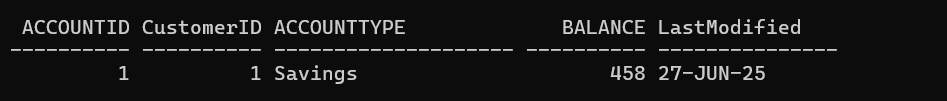 ACCOUNTID CustomerID ACCOUNTTYPE BALANCE LastModified
---------- ---------- -------------------- ---------- ---------------
1 1 Savings 458 27-JUN-25